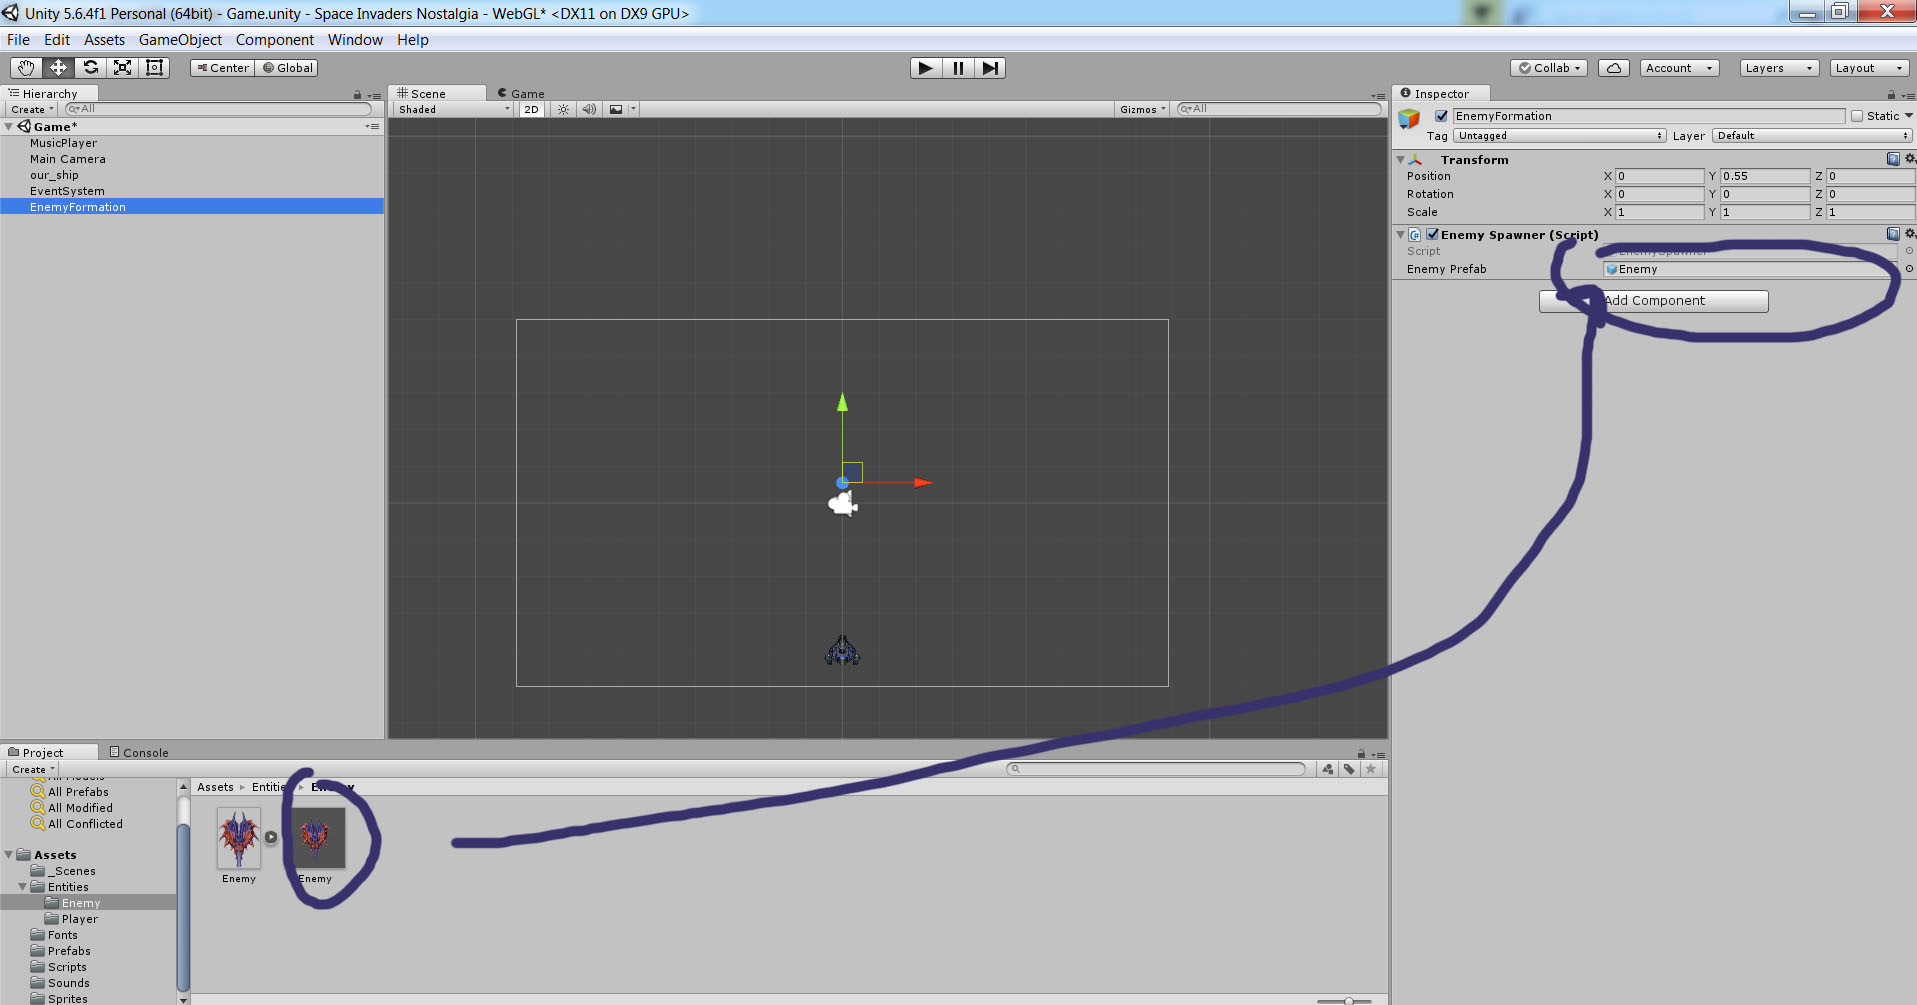 Unity 5.6.4f1 Personal (64bit) - Game.unity - Space Invaders Nostalgia - WebGL* <DX11 on DX9 GPU>
File Edit Assets GameObject Component Window Help
Center Global Collab Account Layers Layout
Hierarchy
Create All
Game*
MusicPlayer
Main Camera
our_ship
EventSystem
EnemyFormation
Scene Game
Shaded 2D Gizmos All
Inspector
EnemyFormation Static
Tag Untagged Layer Default
Transform
Position X 0 Y 0.55 Z 0
Rotation X 0 Y 0 Z 0
Scale X 1 Y 1 Z 1
Enemy Spawner (Script)
Script EnemySpawner
Enemy Prefab Enemy
Add Component
Project Console
Create
All Models
All Prefabs
All Modified
All Conflicted
Assets
_Scenes
Entities
Enemy
Player
Fonts
Prefabs
Scripts
Sounds
Sprites
Assets Entities Enemy
Enemy Enemy